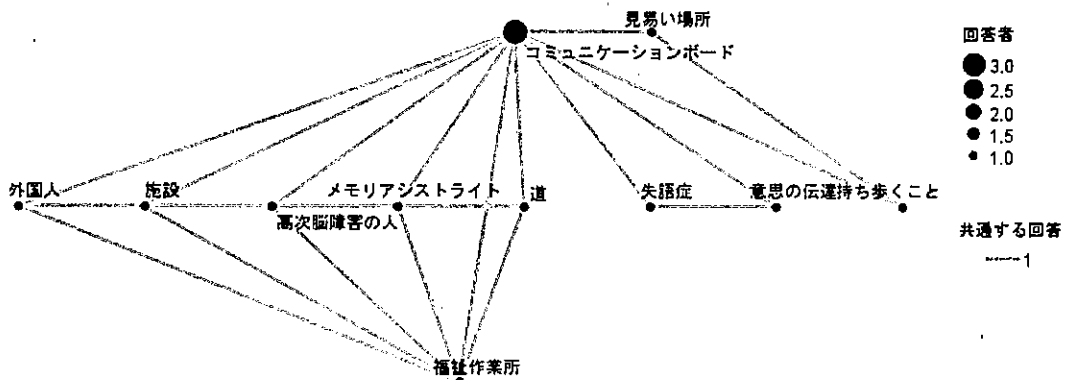 見易い場所
コミュニケーションボード
回答者
3.0
2.5
2.0
1.5
1.0
外国人
施設
高次脳障害の人
メモリアシストライト
道
失語症
意思の伝達
持ち歩くこと
共通する回答
1
福祉作業所